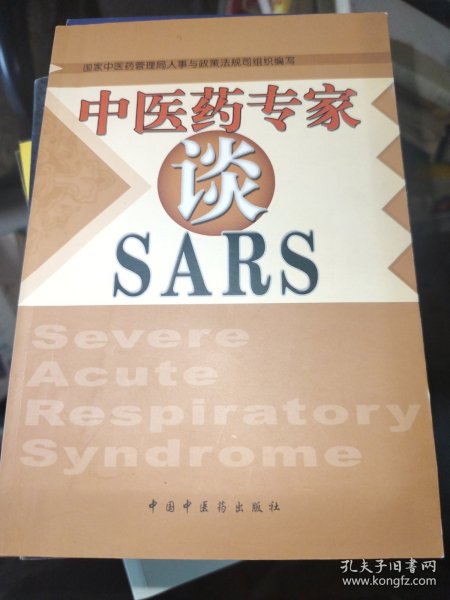 国家中医药管理局人事与政策法规司组织编写
中医药专家
谈
SARS
Severe
Acute
Respiratory
Syndrome
中国中医药出版社
孔夫子旧书网
www.kongfz.com